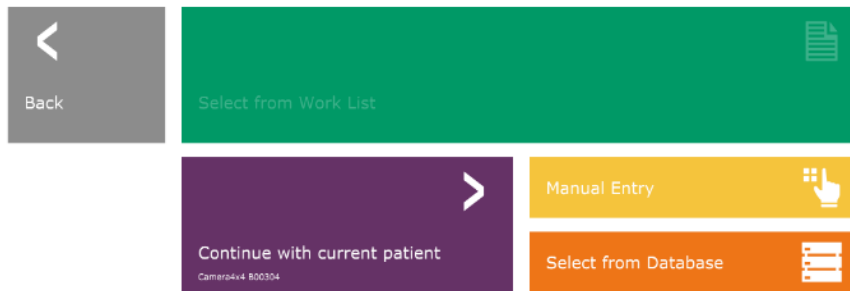 Back
Select from Work List
Continue with current patient
Camera4x4 B00304
Manual Entry
Select from Database